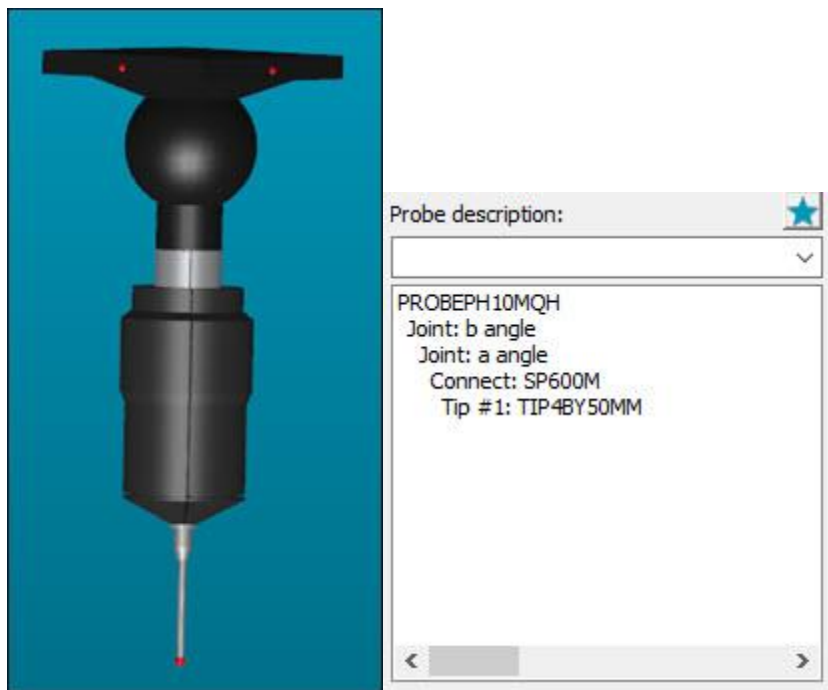 Probe description:
PROBEPH10MQH
Joint: b angle
Joint: a angle
Connect: SP600M
Tip #1: TIP4BY50MM